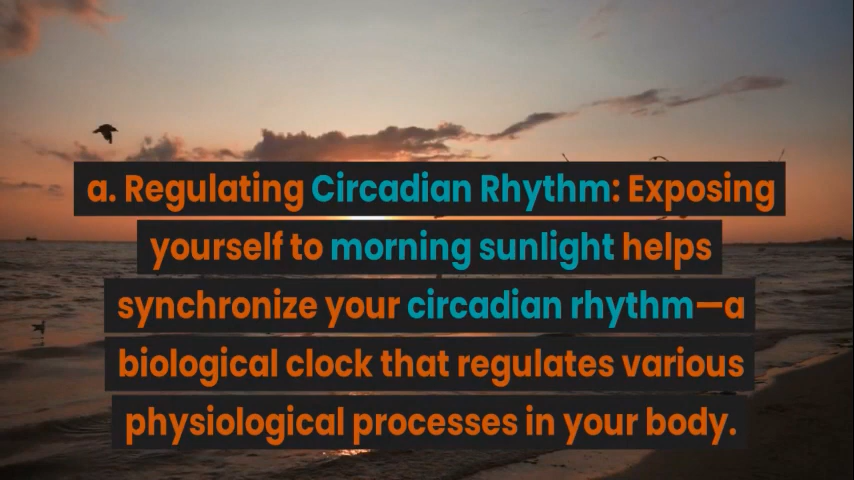 a. Regulating Circadian Rhythm: Exposing
yourself to morning sunlight helps
synchronize your circadian rhythm—a
biological clock that regulates various
physiological processes in your body.